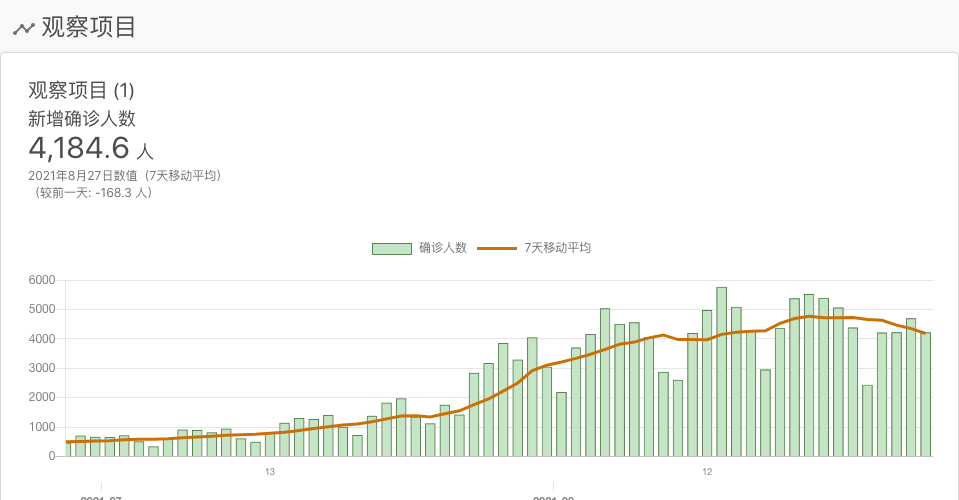 观察项目
观察项目 (1)
新增确诊人数
4,184.6 人
2021年8月27日数值（7天移动平均）
（较前一天: -168.3 人）
确诊人数 7天移动平均
6000
5000
4000
3000
2000
1000
0
13 12
2021-07 2021-08